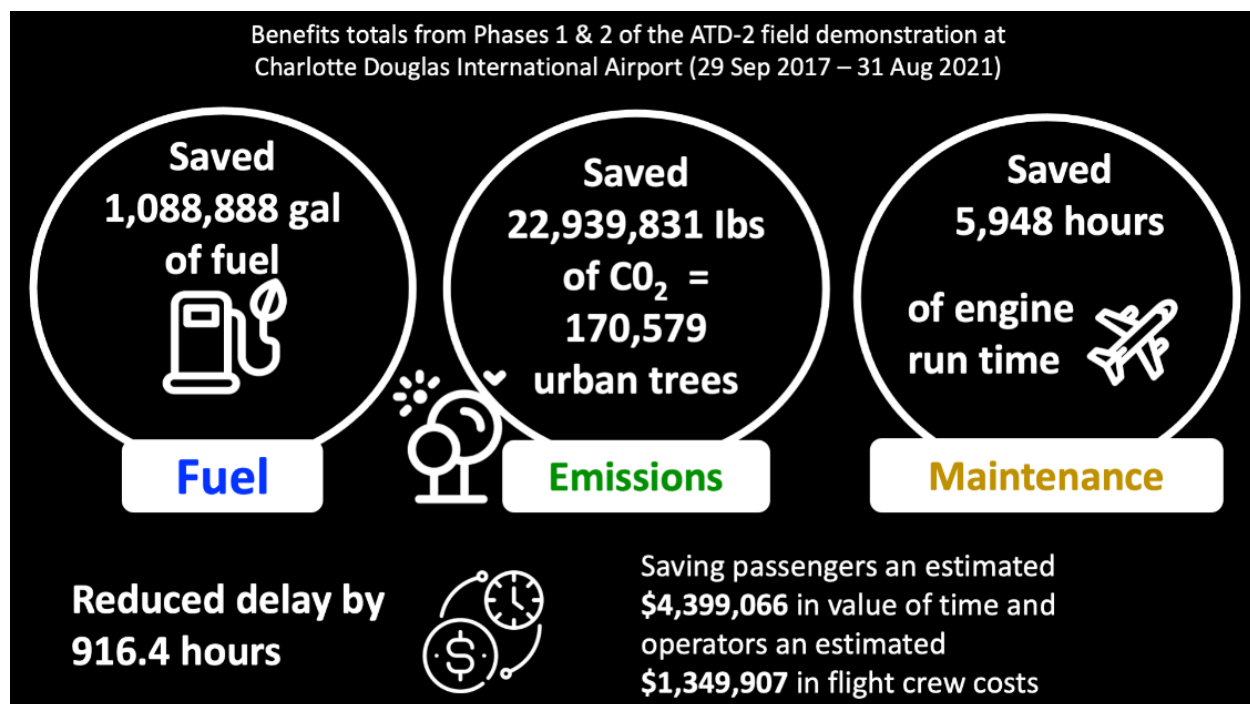 Benefits totals from Phases 1 & 2 of the ATD-2 field demonstration at
Charlotte Douglas International Airport (29 Sep 2017 – 31 Aug 2021)
Saved
1,088,888 gal
of fuel
Fuel
Saved
22,939,831 lbs
of C0₂ =
170,579
urban trees
Emissions
Saved
5,948 hours
of engine
run time
Maintenance
Reduced delay by
916.4 hours
Saving passengers an estimated
$4,399,066 in value of time and
operators an estimated
$1,349,907 in flight crew costs